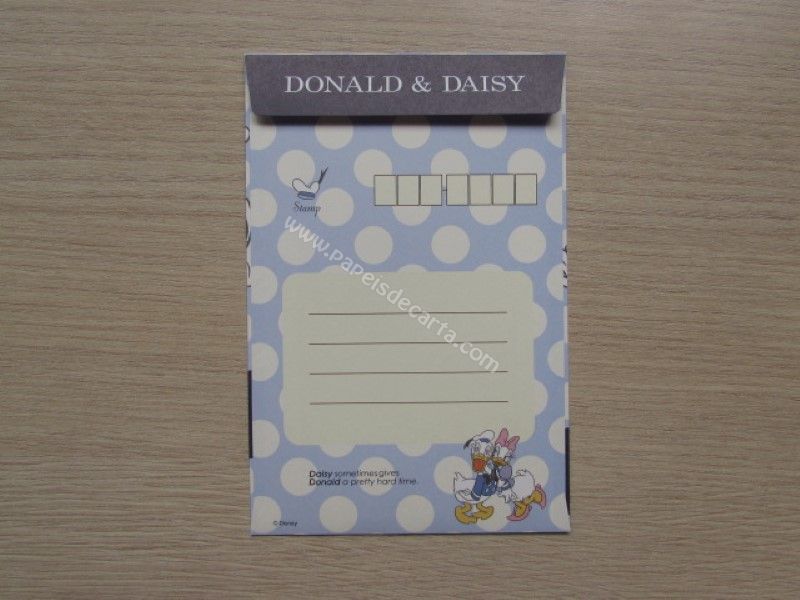 DONALD & DAISY
Stamp
www.papeisdecarta.com
Daisy sometimes gives
Donald a pretty hard time.
© Disney